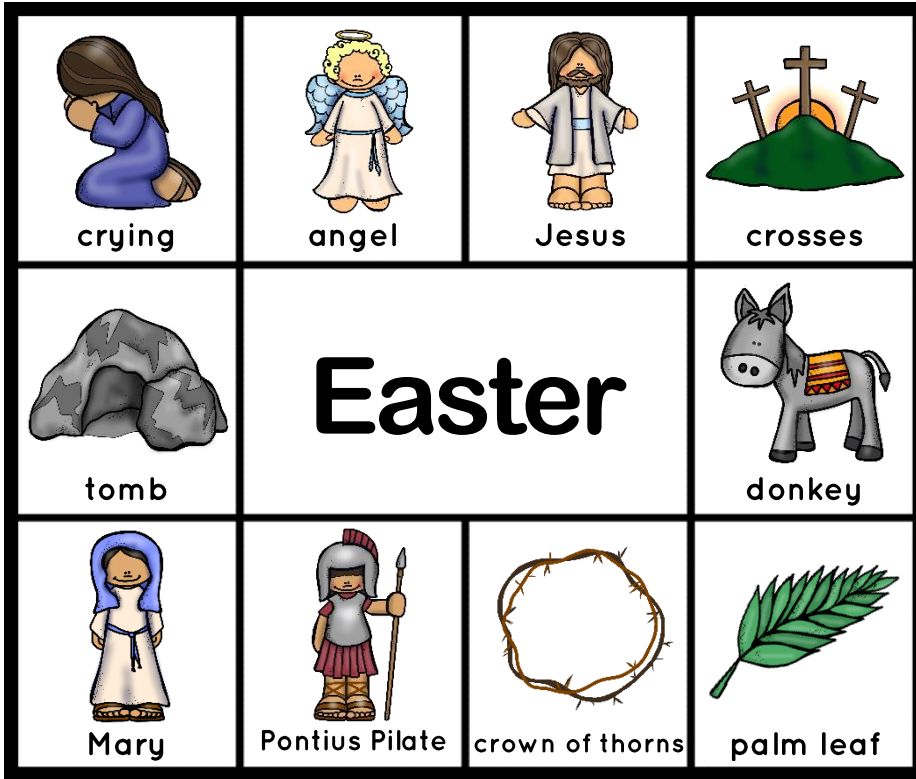 crying
angel
Jesus
crosses
tomb
Easter
donkey
Mary
Pontius Pilate
crown of thorns
palm leaf